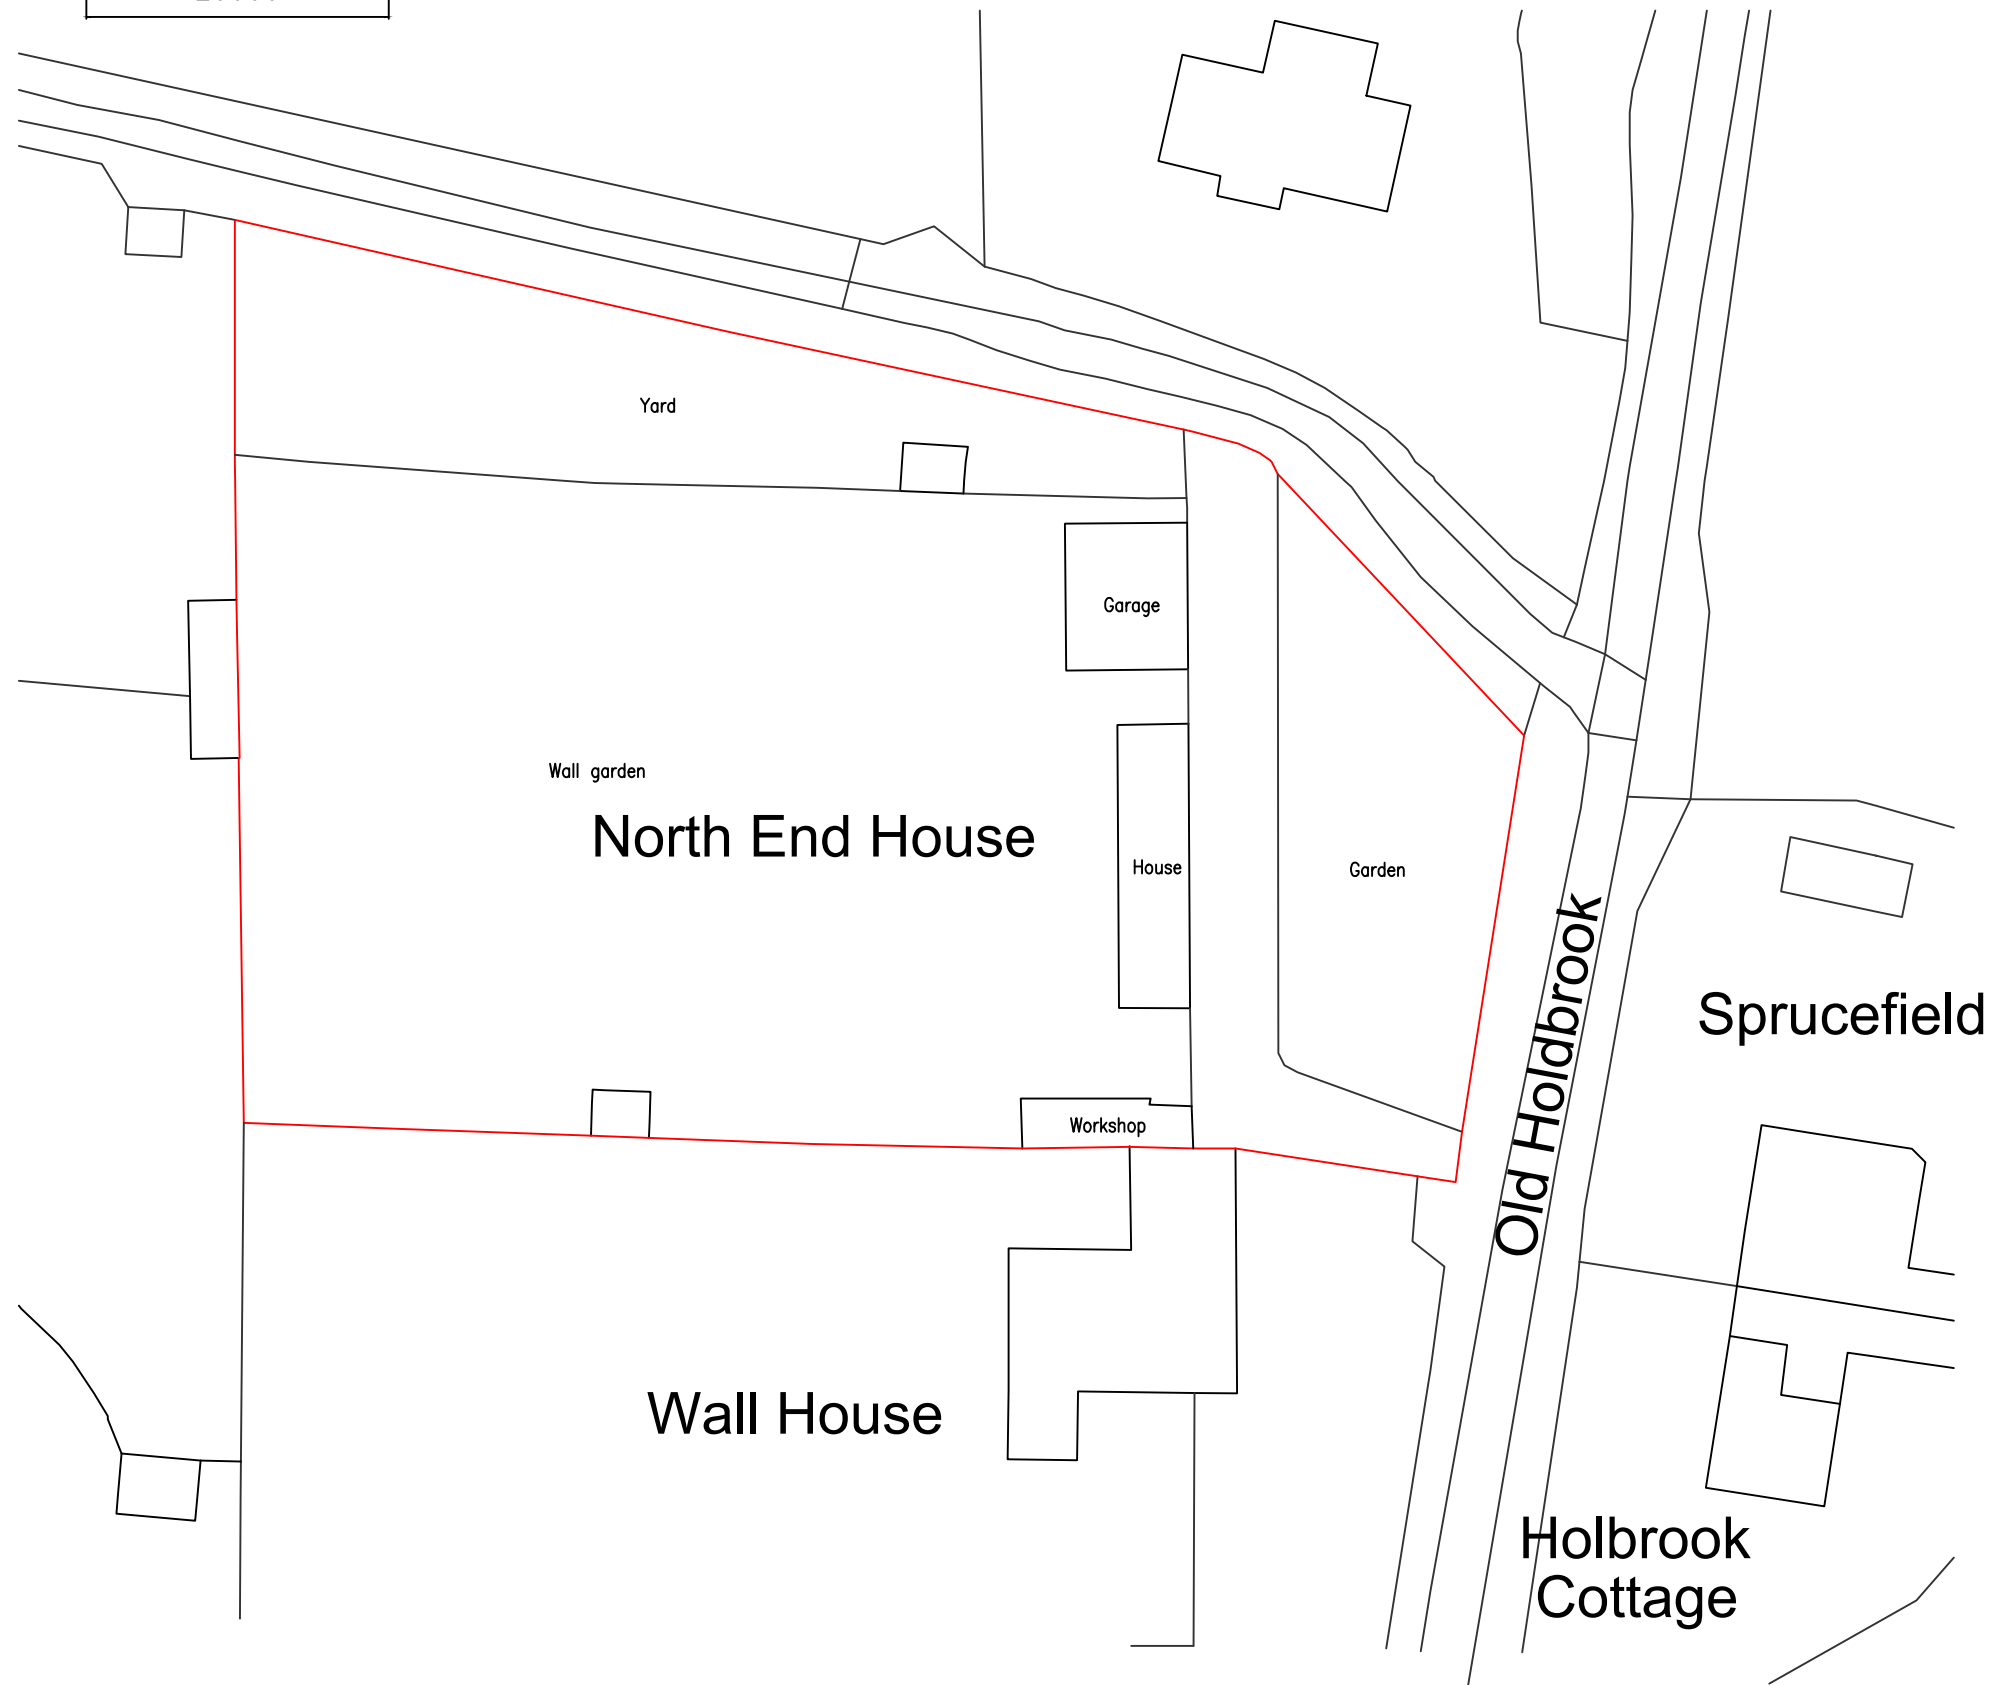 Yard
Garage
Wall garden
North End House
House
Garden
Old Holdbrook
Sprucefield
Workshop
Wall House
Holbrook
Cottage